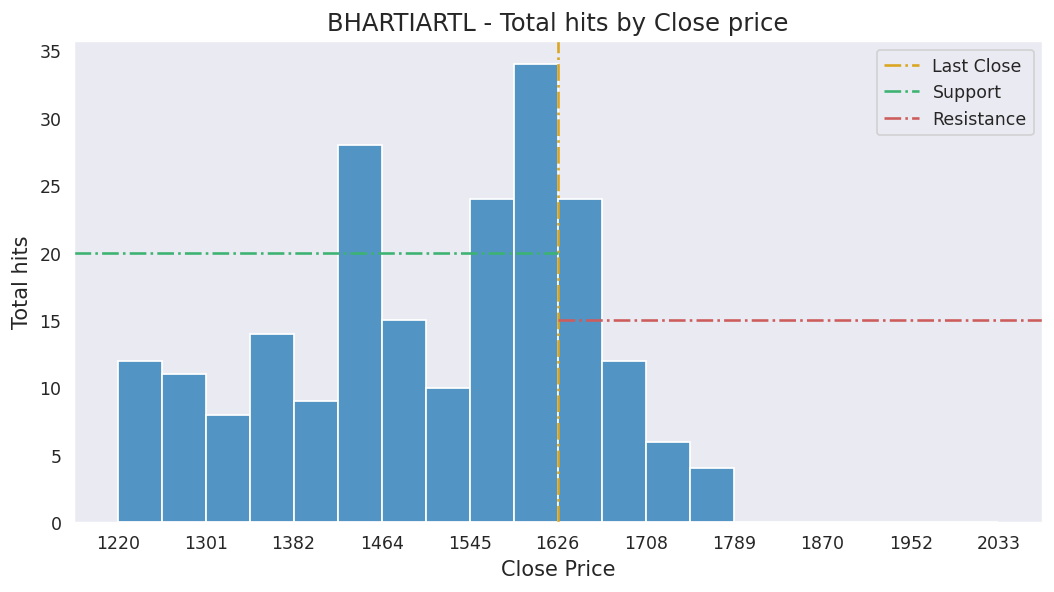 BHARTIARTL - Total hits by Close price
Last Close
Support
Resistance
Total hits
35
30
25
20
15
10
5
0
1220 1301 1382 1464 1545 1626 1708 1789 1870 1952 2033
Close Price